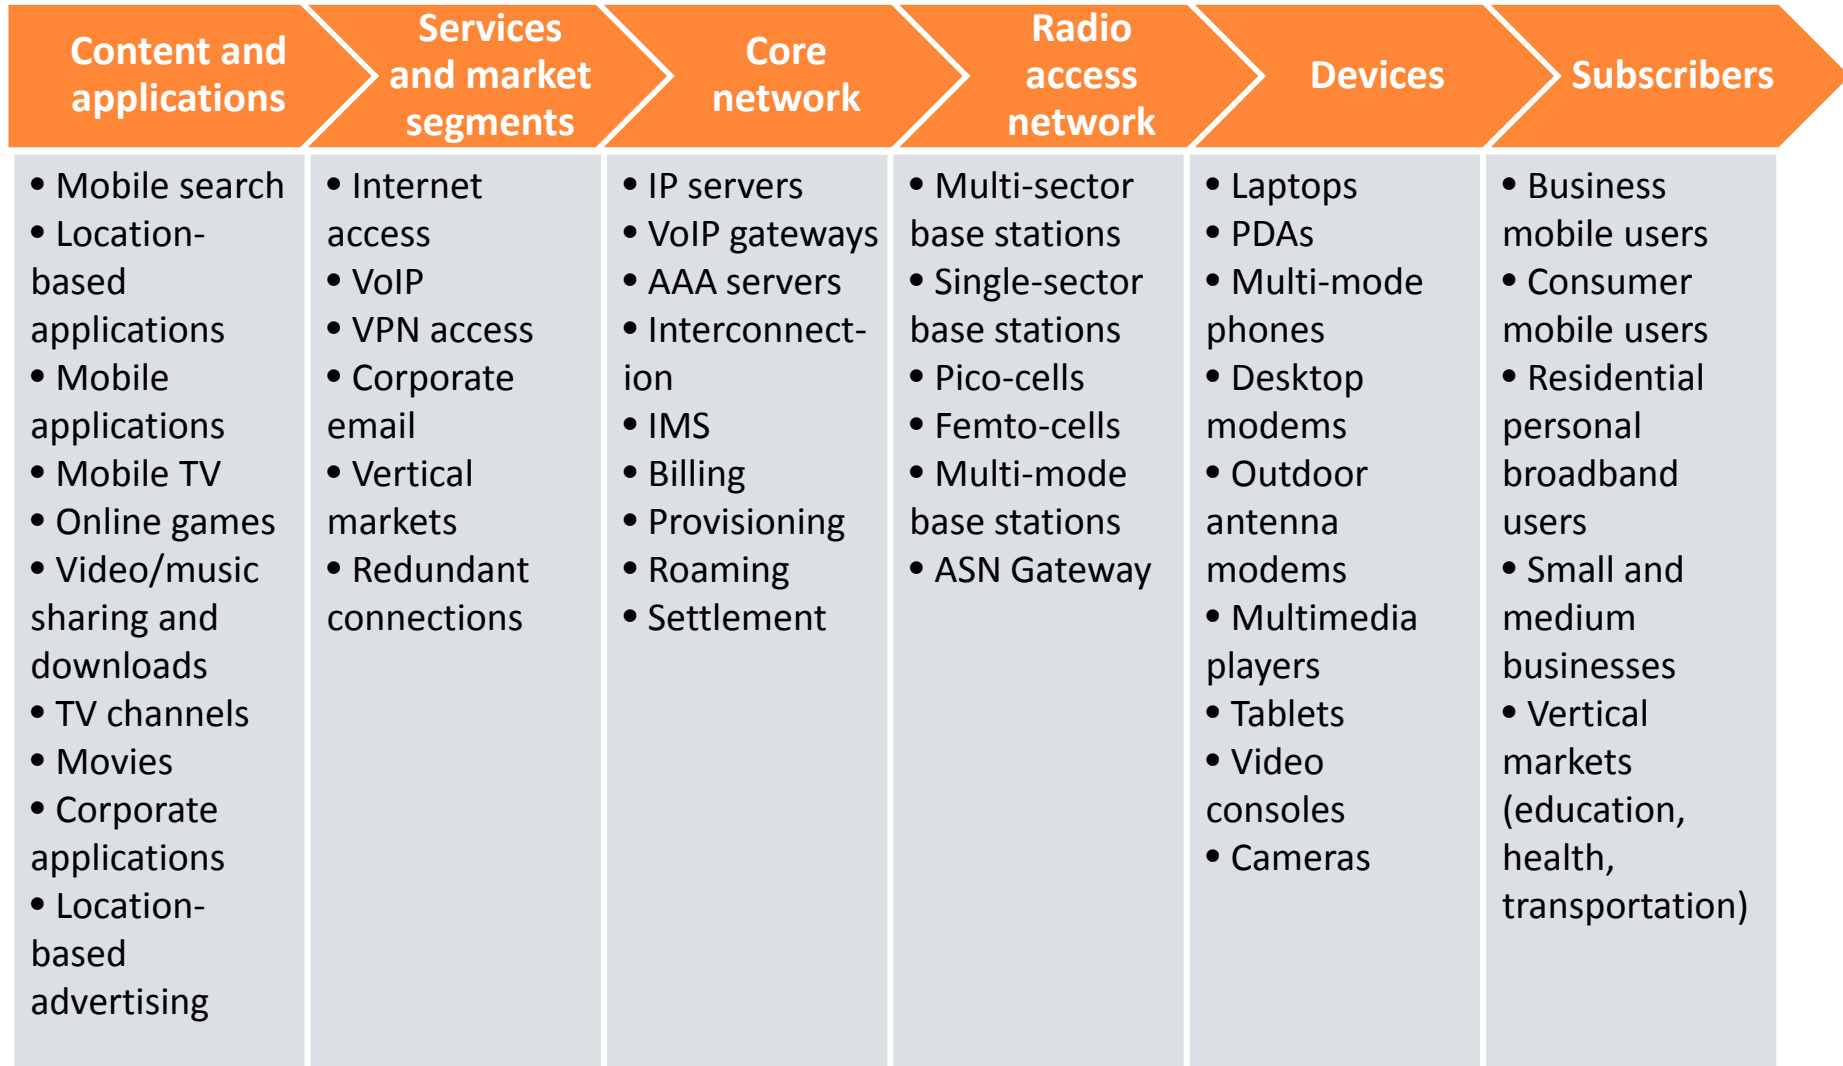 Content and
applications
Services
and market
segments
Core
network
Radio
access
network
Devices
Subscribers
• Mobile search
• Location-
based
applications
• Mobile
applications
• Mobile TV
• Online games
• Video/music
sharing and
downloads
• TV channels
• Movies
• Corporate
applications
• Location-
based
advertising
• Internet
access
• VoIP
• VPN access
• Corporate
email
• Vertical
markets
• Redundant
connections
• IP servers
• VoIP gateways
• AAA servers
• Interconnect-
ion
• IMS
• Billing
• Provisioning
• Roaming
• Settlement
• Multi-sector
base stations
• Single-sector
base stations
• Pico-cells
• Femto-cells
• Multi-mode
base stations
• ASN Gateway
• Laptops
• PDAs
• Multi-mode
phones
• Desktop
modems
• Outdoor
antenna
modems
• Multimedia
players
• Tablets
• Video
consoles
• Cameras
• Business
mobile users
• Consumer
mobile users
• Residential
personal
broadband
users
• Small and
medium
businesses
• Vertical
markets
(education,
health,
transportation)